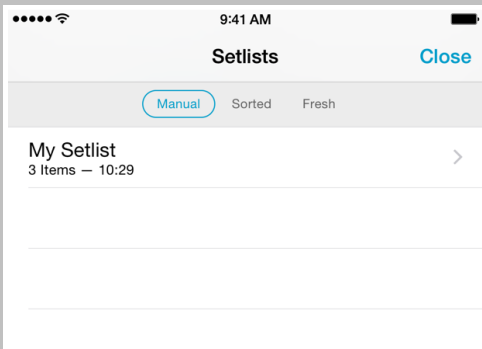 9:41 AM
Setlists
Close
Manual Sorted Fresh
My Setlist
3 Items — 10:29